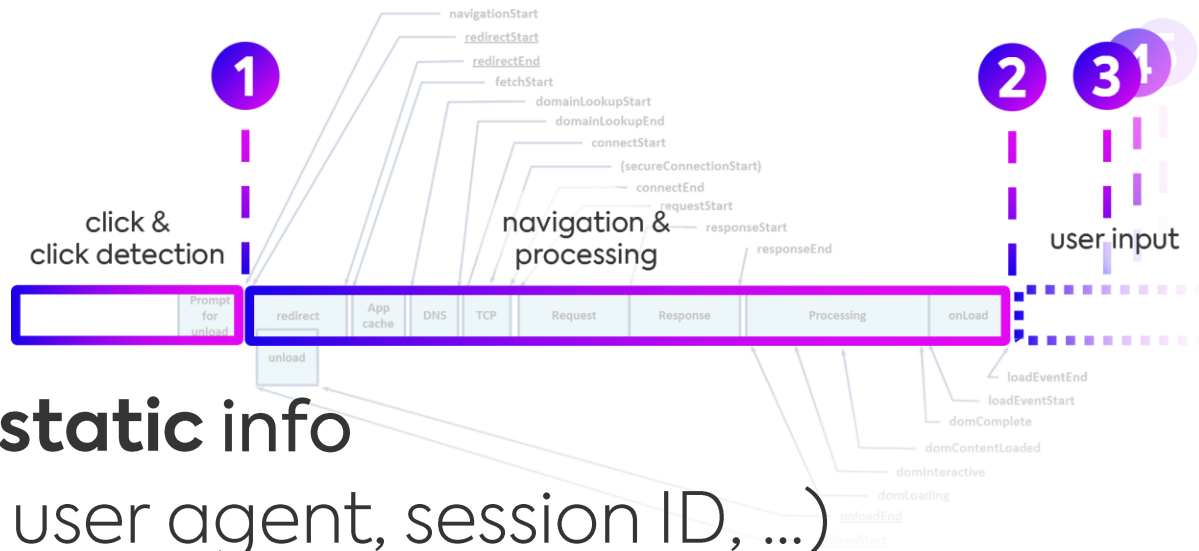 navigationStart
redirectStart
redirectEnd
fetchStart
domainLookupStart
domainLookupEnd
connectStart
(secureConnectionStart)
connectEnd
requestStart
responseStart
responseEnd
1
2
3
4
5
click &
click detection
navigation &
processing
user input
Prompt
for
unload
redirect
App
cache
DNS
TCP
Request
Response
Processing
onLoad
unload
loadEventEnd
loadEventStart
domComplete
domContentLoaded
domInteractive
domLoading
unloadEnd
static info
user agent, session ID, ...)